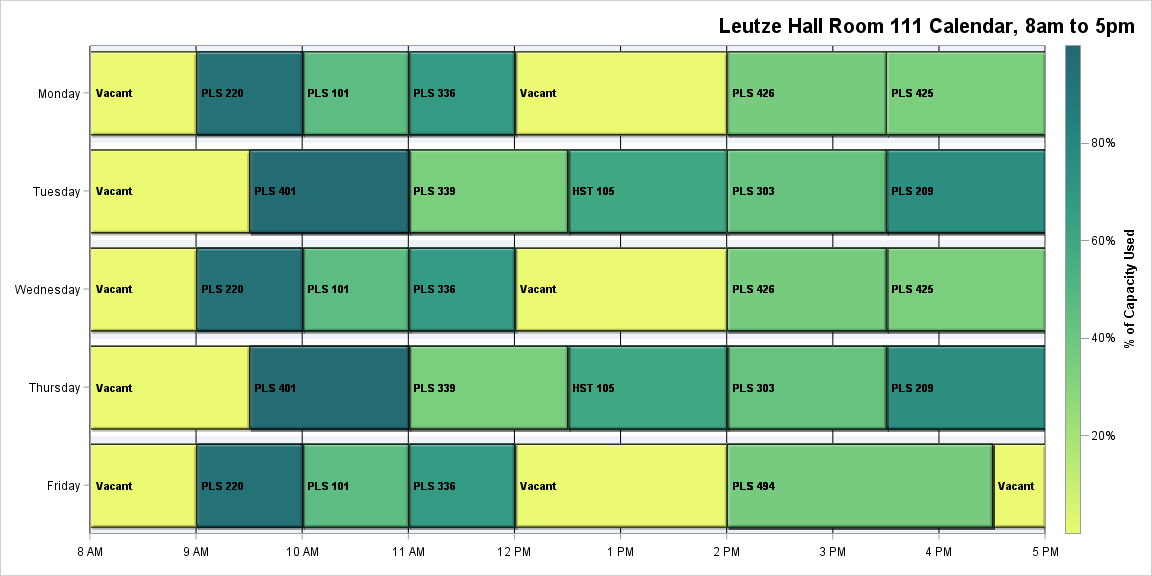 Leutze Hall Room 111 Calendar, 8am to 5pm
Monday
Vacant
PLS 220
PLS 101
PLS 336
Vacant
PLS 426
PLS 425
Tuesday
Vacant
PLS 401
PLS 339
HST 105
PLS 303
PLS 209
Wednesday
Vacant
PLS 220
PLS 101
PLS 336
Vacant
PLS 426
PLS 425
Thursday
Vacant
PLS 401
PLS 339
HST 105
PLS 303
PLS 209
Friday
Vacant
PLS 220
PLS 101
PLS 336
Vacant
PLS 494
Vacant
8 AM
9 AM
10 AM
11 AM
12 PM
1 PM
2 PM
3 PM
4 PM
5 PM
80%
60%
40%
20%
% of Capacity Used